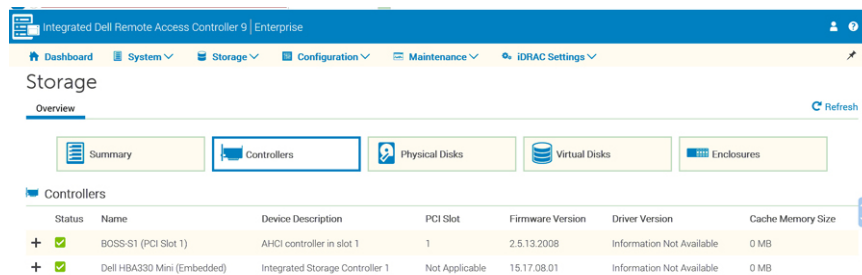 Integrated Dell Remote Access Controller 9 | Enterprise
Dashboard System Storage Configuration Maintenance iDRAC Settings
Storage
Overview Refresh
Summary Controllers Physical Disks Virtual Disks Enclosures
Controllers
Status Name Device Description PCI Slot Firmware Version Driver Version Cache Memory Size
+ BOSS-S1 (PCI Slot 1) AHCI controller in slot 1 1 2.5.13.2008 Information Not Available 0 MB
+ Dell HBA330 Mini (Embedded) Integrated Storage Controller 1 Not Applicable 15.17.08.01 Information Not Available 0 MB